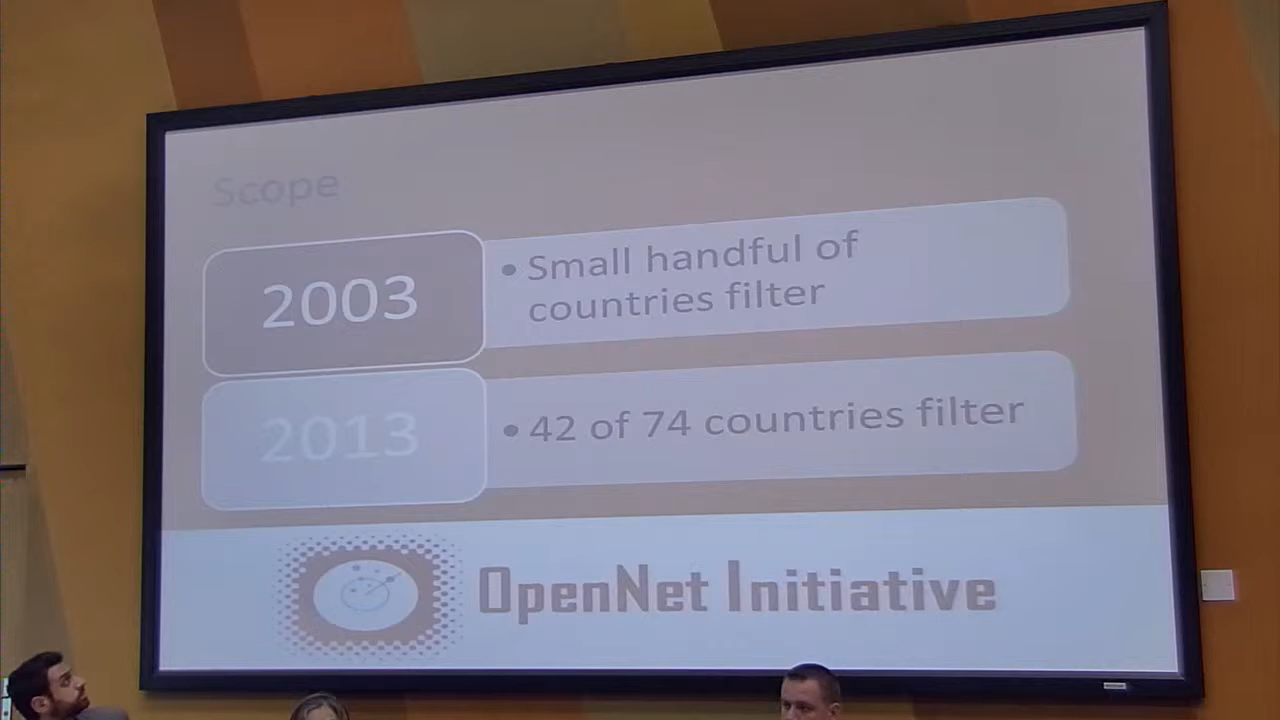 Scope
2003
• Small handful of
countries filter
2013
• 42 of 74 countries filter
OpenNet Initiative